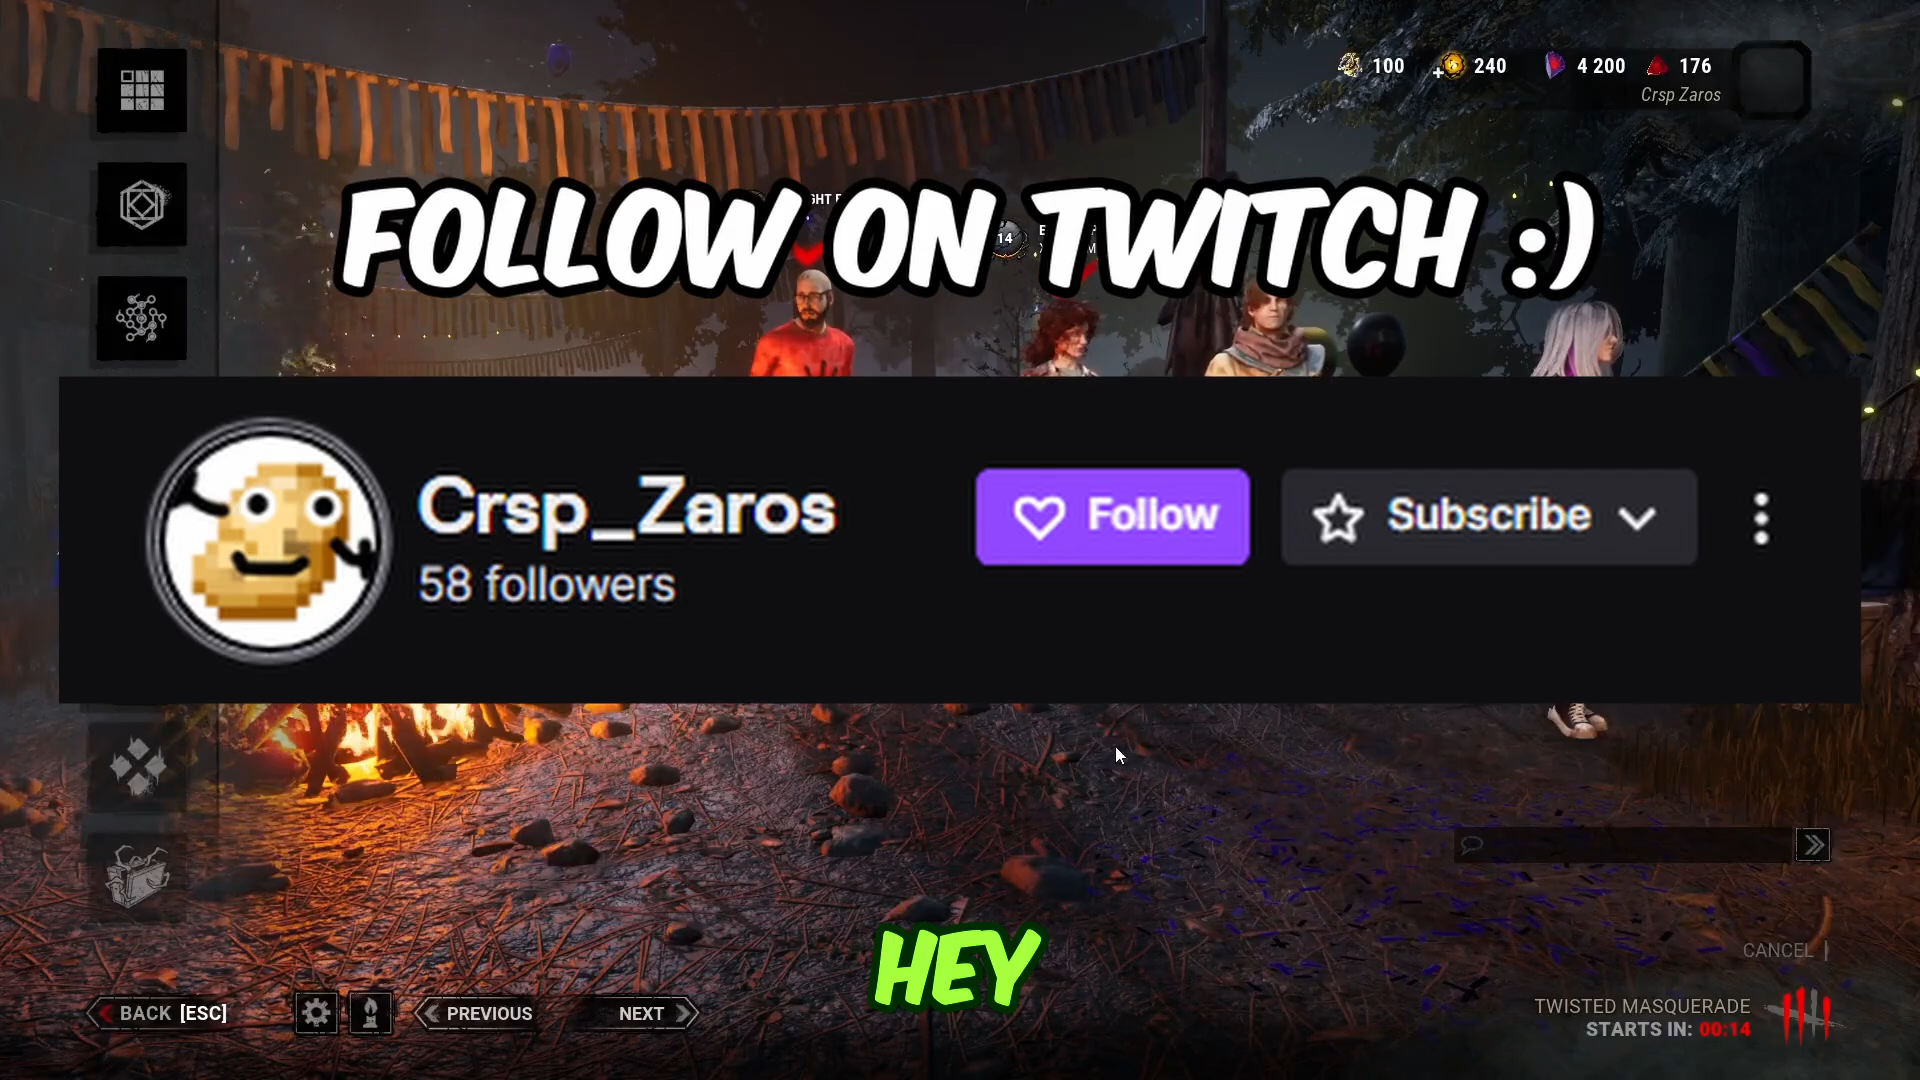 100 240 4 200 176
Crsp Zaros
FOLLOW ON TWITCH :)
14
Crsp_Zaros
58 followers
Follow
Subscribe
HEY
CANCEL
BACK [ESC]
PREVIOUS
NEXT
TWISTED MASQUERADE
STARTS IN: 00:14